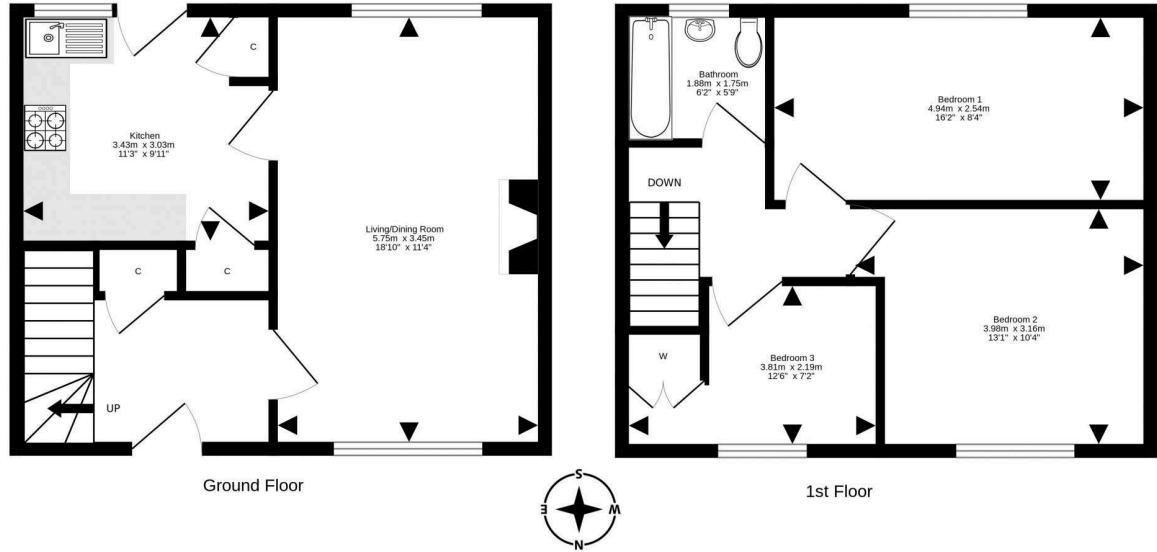 C
Kitchen
3.43m x 3.03m
11'3" x 9'11"
Living/Dining Room
5.75m x 3.45m
18'10" x 11'4"
C
C
UP
Ground Floor
Bathroom
1.88m x 1.75m
6'2" x 5'9"
Bedroom 1
4.94m x 2.54m
16'2" x 8'4"
DOWN
Bedroom 2
3.98m x 3.16m
13'1" x 10'4"
W
Bedroom 3
3.81m x 2.19m
12'6" x 7'2"
1st Floor
S
E
W
N